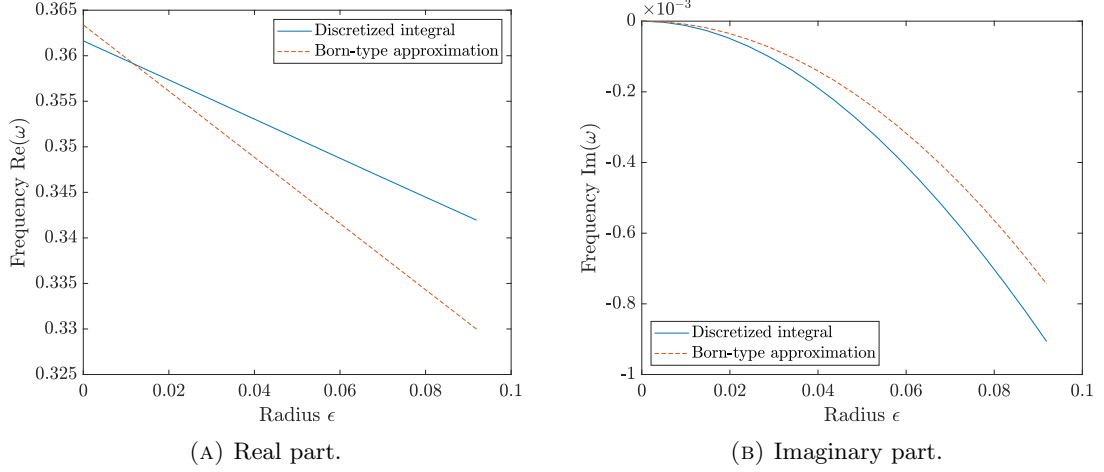 0.365
0.36
0.355
0.35
0.345
0.34
0.335
0.33
0.325
Frequency Re(ω)
Discretized integral
Born-type approximation
0
0.02
0.04
0.06
0.08
0.1
Radius ϵ
(A) Real part.
×10⁻³
0
-0.2
-0.4
-0.6
-0.8
-1
Frequency Im(ω)
Discretized integral
Born-type approximation
0
0.02
0.04
0.06
0.08
0.1
Radius ϵ
(B) Imaginary part.